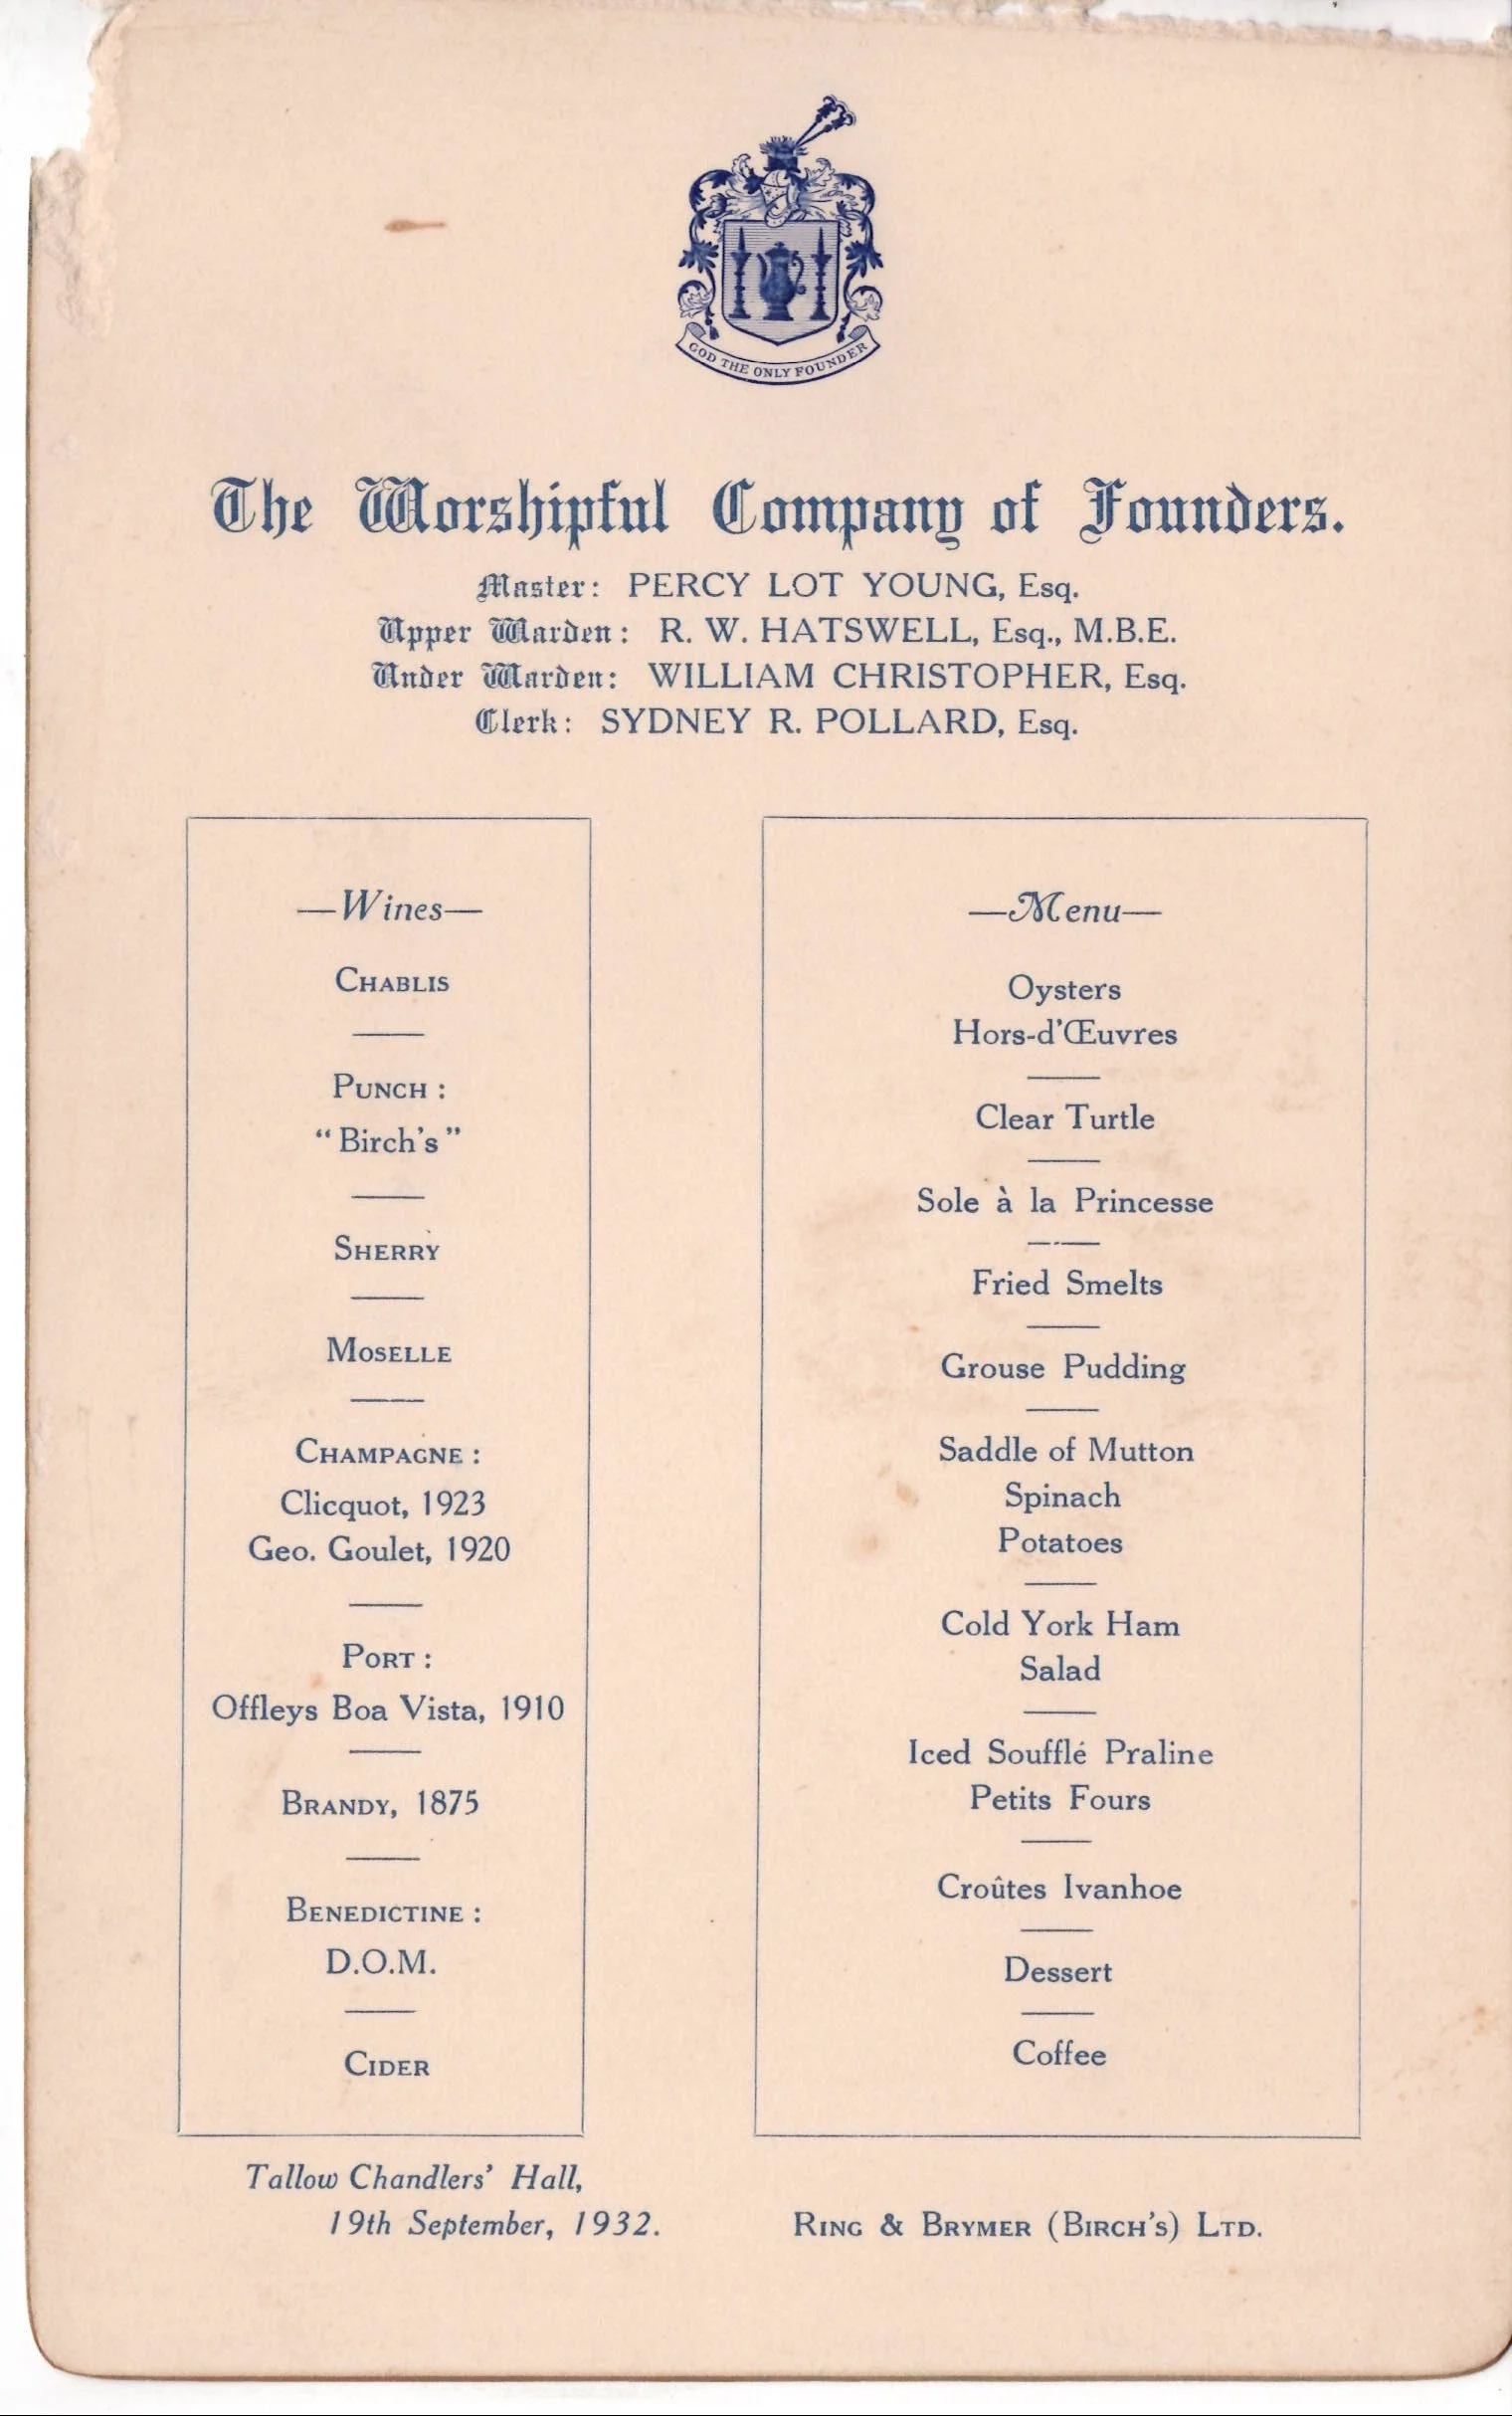 GOD THE ONLY FOUNDER
The Worshipful Company of Founders.
Master: PERCY LOT YOUNG, Esq.
Upper Warden: R. W. HATSWELL, Esq., M.B.E.
Under Warden: WILLIAM CHRISTOPHER, Esq.
Clerk: SYDNEY R. POLLARD, Esq.
—Wines—
CHABLIS
PUNCH :
“Birch's”
SHERRY
MOSELLE
CHAMPAGNE :
Clicquot, 1923
Geo. Goulet, 1920
PORT :
Offleys Boa Vista, 1910
BRANDY, 1875
BENEDICTINE :
D.O.M.
CIDER
—Menu—
Oysters
Hors-d'Œuvres
Clear Turtle
Sole à la Princesse
Fried Smelts
Grouse Pudding
Saddle of Mutton
Spinach
Potatoes
Cold York Ham
Salad
Iced Soufflé Praline
Petits Fours
Croûtes Ivanhoe
Dessert
Coffee
Tallow Chandlers' Hall,
19th September, 1932.
RING & BRYMER (BIRCH'S) LTD.